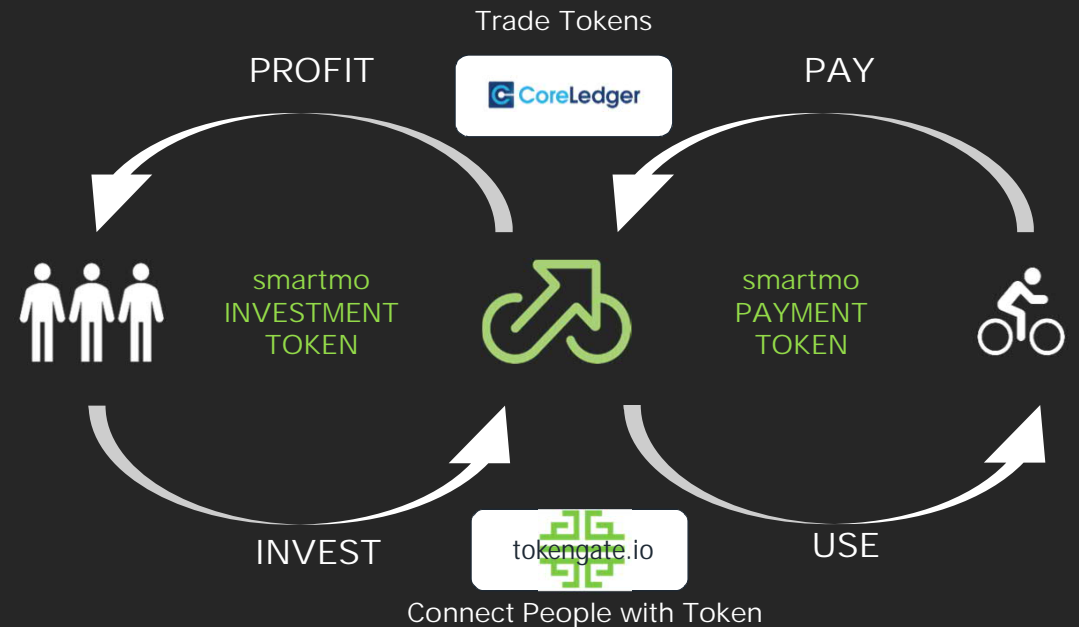 Trade Tokens
PROFIT
PAY
CoreLedger
smartmo
INVESTMENT
TOKEN
smartmo
PAYMENT
TOKEN
INVEST
tokengate.io
USE
Connect People with Token